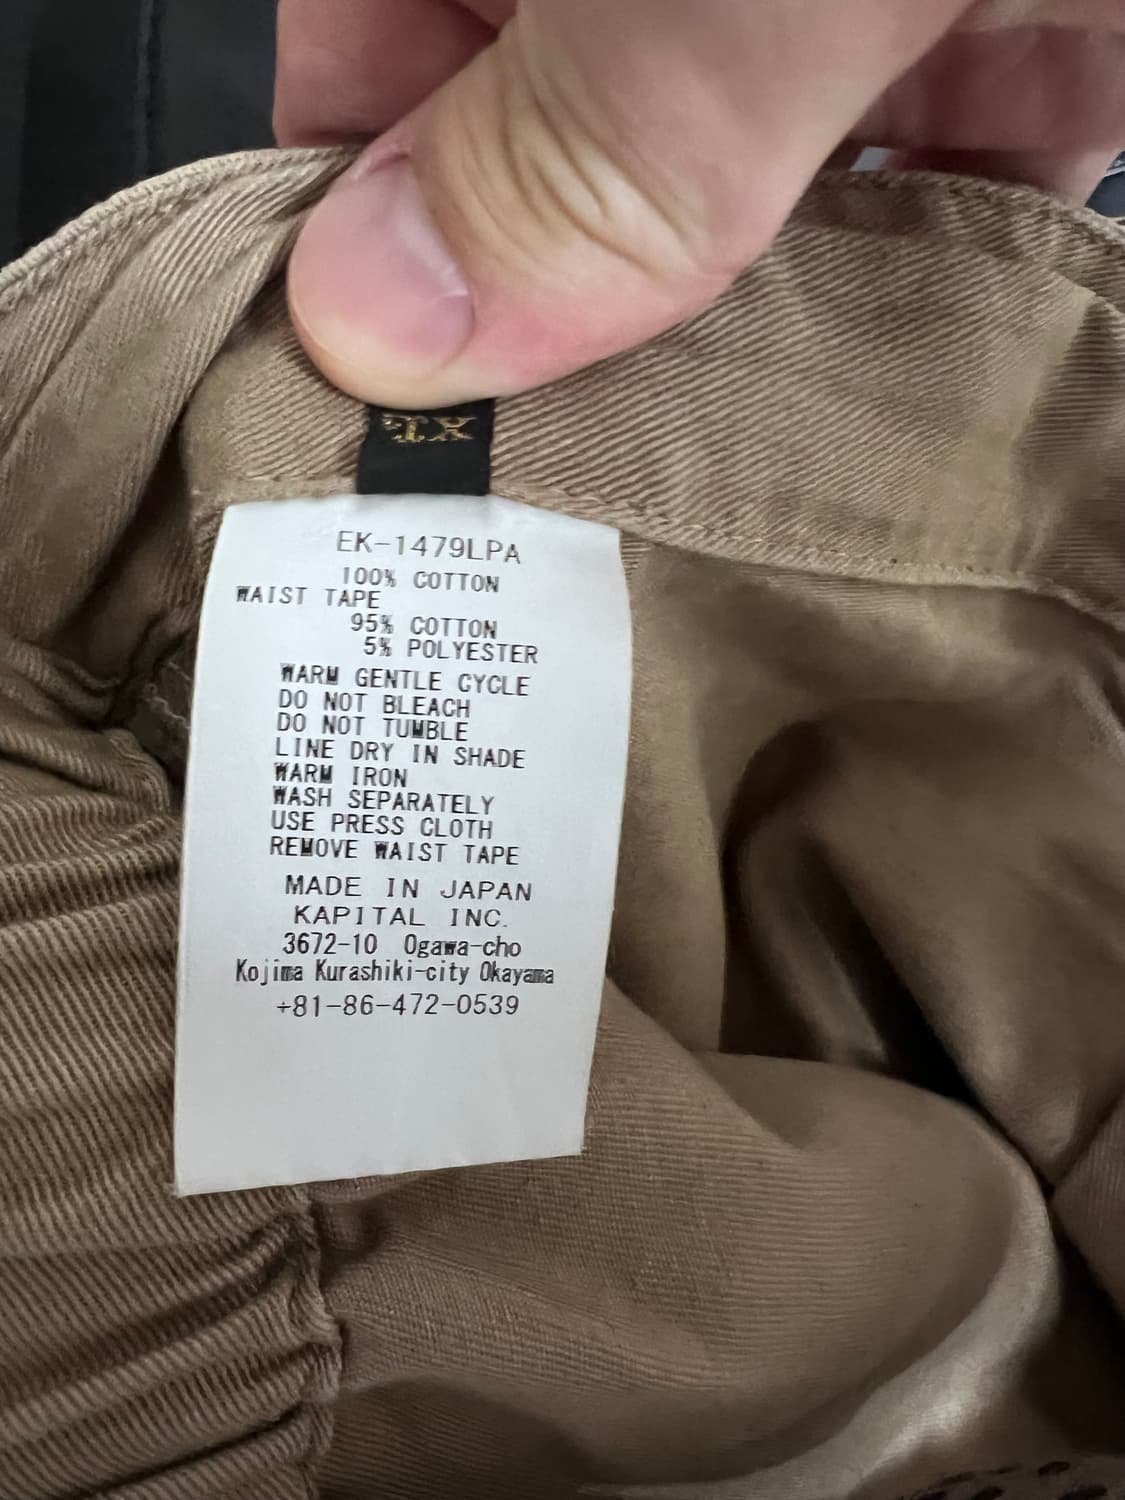 XL
EK-1479LPA
100% COTTON
WAIST TAPE
95% COTTON
5% POLYESTER
WARM GENTLE CYCLE
DO NOT BLEACH
DO NOT TUMBLE
LINE DRY IN SHADE
WARM IRON
WASH SEPARATELY
USE PRESS CLOTH
REMOVE WAIST TAPE
MADE IN JAPAN
KAPITAL INC.
3672-10 Ogawa-cho
Kojima Kurashiki-city Okayama
+81-86-472-0539